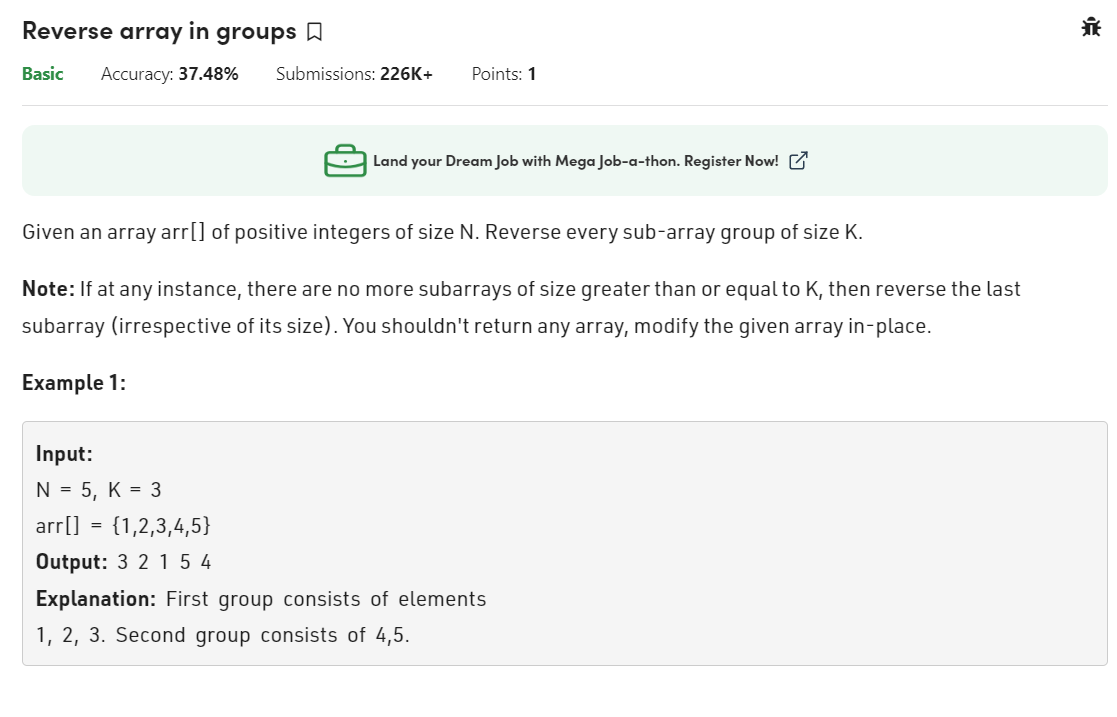 Reverse array in groups
Basic Accuracy: 37.48% Submissions: 226K+ Points: 1
Land your Dream Job with Mega Job-a-thon. Register Now!
Given an array arr[] of positive integers of size N. Reverse every sub-array group of size K.
Note: If at any instance, there are no more subarrays of size greater than or equal to K, then reverse the last
subarray (irrespective of its size). You shouldn't return any array, modify the given array in-place.
Example 1:
Input:
N = 5, K = 3
arr[] = {1,2,3,4,5}
Output: 3 2 1 5 4
Explanation: First group consists of elements
1, 2, 3. Second group consists of 4,5.